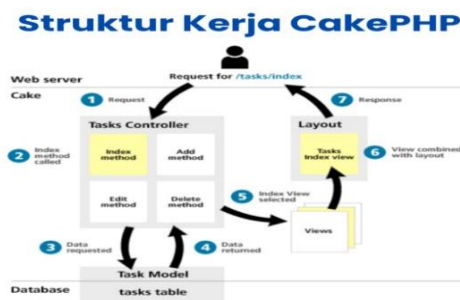 Struktur Kerja CakePHP
Request for /tasks/index
Web server
Cake
1 Request
7 Response
Tasks Controller
Layout
2 Index method called
Index method
Add method
Tasks Index view
6 View combined with layout
Edit method
Delete method
5 Index View selected
Views
3 Data requested
4 Data returned
Task Model
Database
tasks table